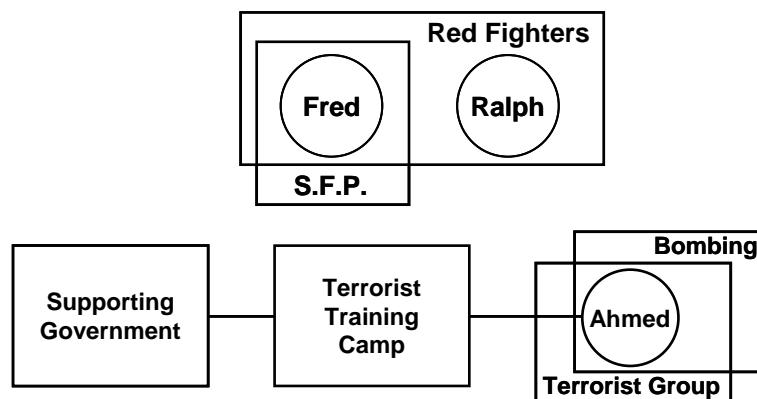 Red Fighters
Fred
Ralph
S.F.P.
Bombing
Supporting
Government
Terrorist
Training
Camp
Ahmed
Terrorist Group